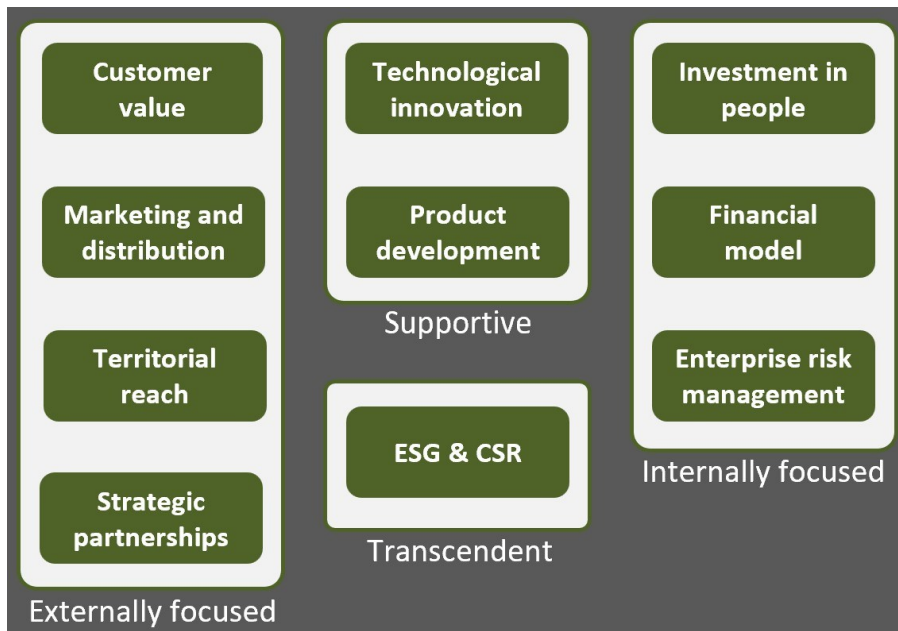 Customer
value
Marketing and
distribution
Territorial
reach
Strategic
partnerships
Externally focused
Technological
innovation
Product
development
Supportive
ESG & CSR
Transcendent
Investment in
people
Financial
model
Enterprise risk
management
Internally focused